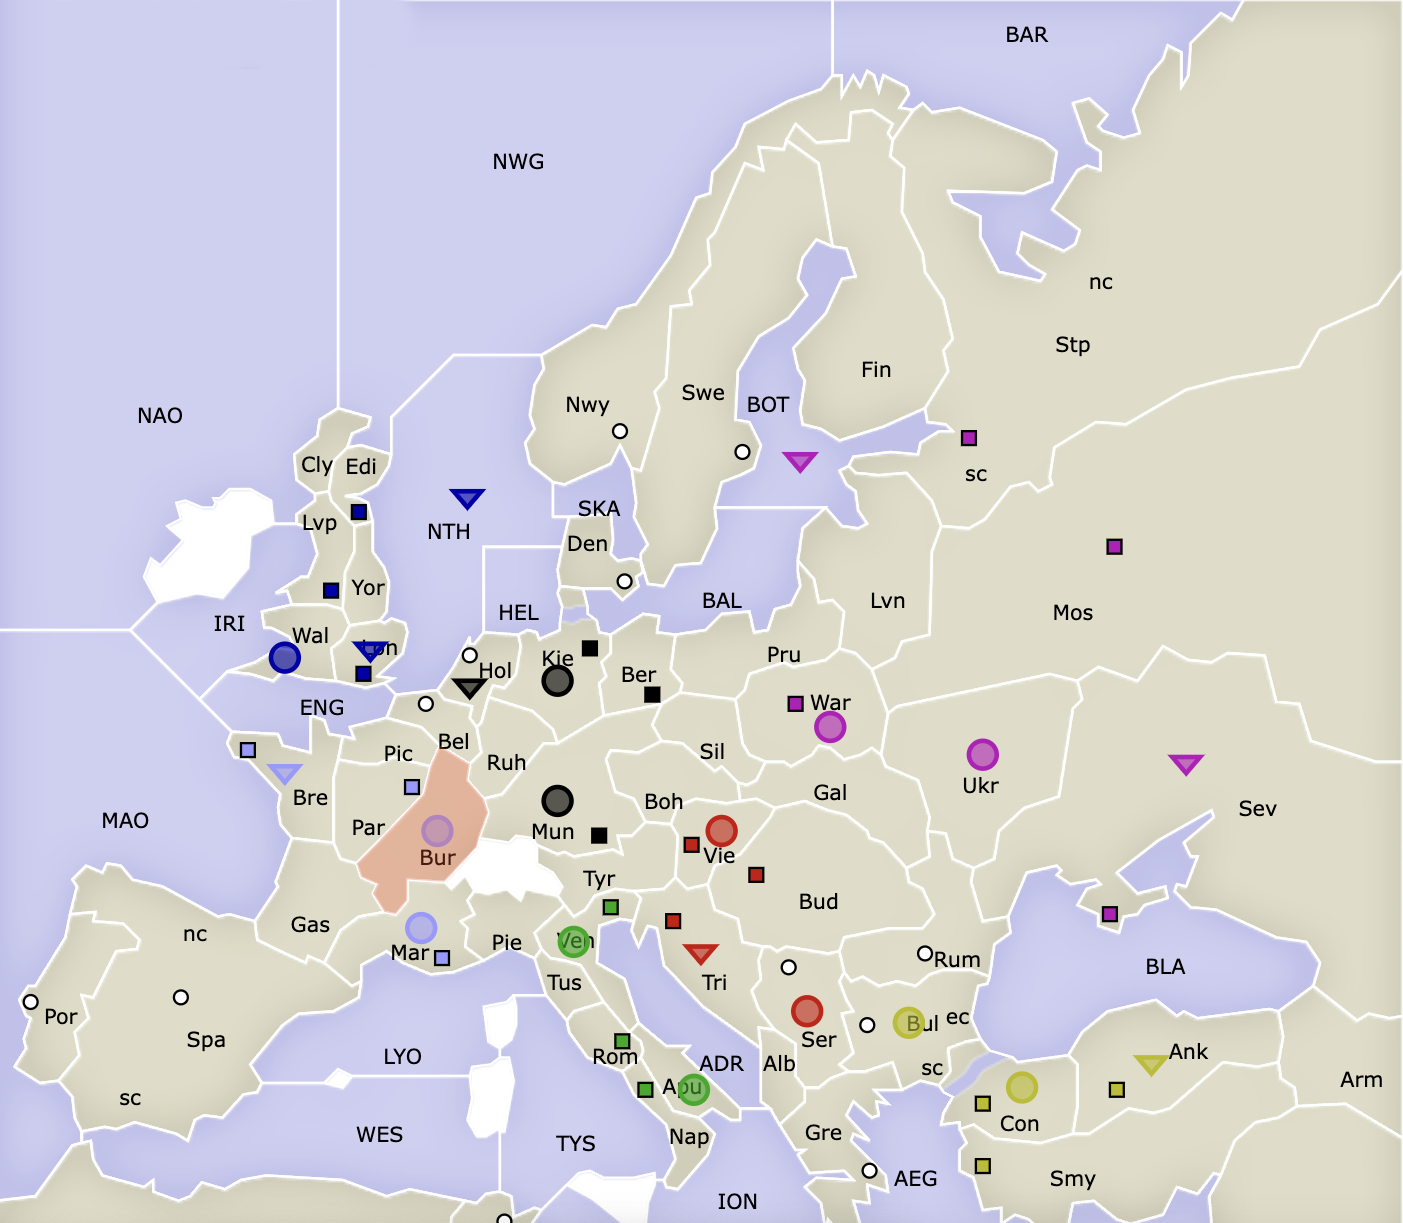 BAR
NWG
nc
Stp
NAO
Fin
Swe
BOT
Nwy
Cly
Edi
sc
SKA
Lvp
NTH
Den
Yor
BAL
Lvn
HEL
Mos
IRI
Wal
Lon
Pru
Kie
Hol
Ber
War
ENG
Bel
Pic
Sil
Ruh
Ukr
Gal
Bre
Boh
Sev
MAO
Par
Mun
Bur
Vie
Tyr
Bud
Gas
nc
Ven
Pie
Mar
Rum
BLA
Tus
Tri
Por
Bul
ec
Spa
Ser
Ank
LYO
Rom
ADR
Alb
sc
Arm
Apu
sc
Con
WES
Gre
Nap
TYS
AEG
Smy
ION